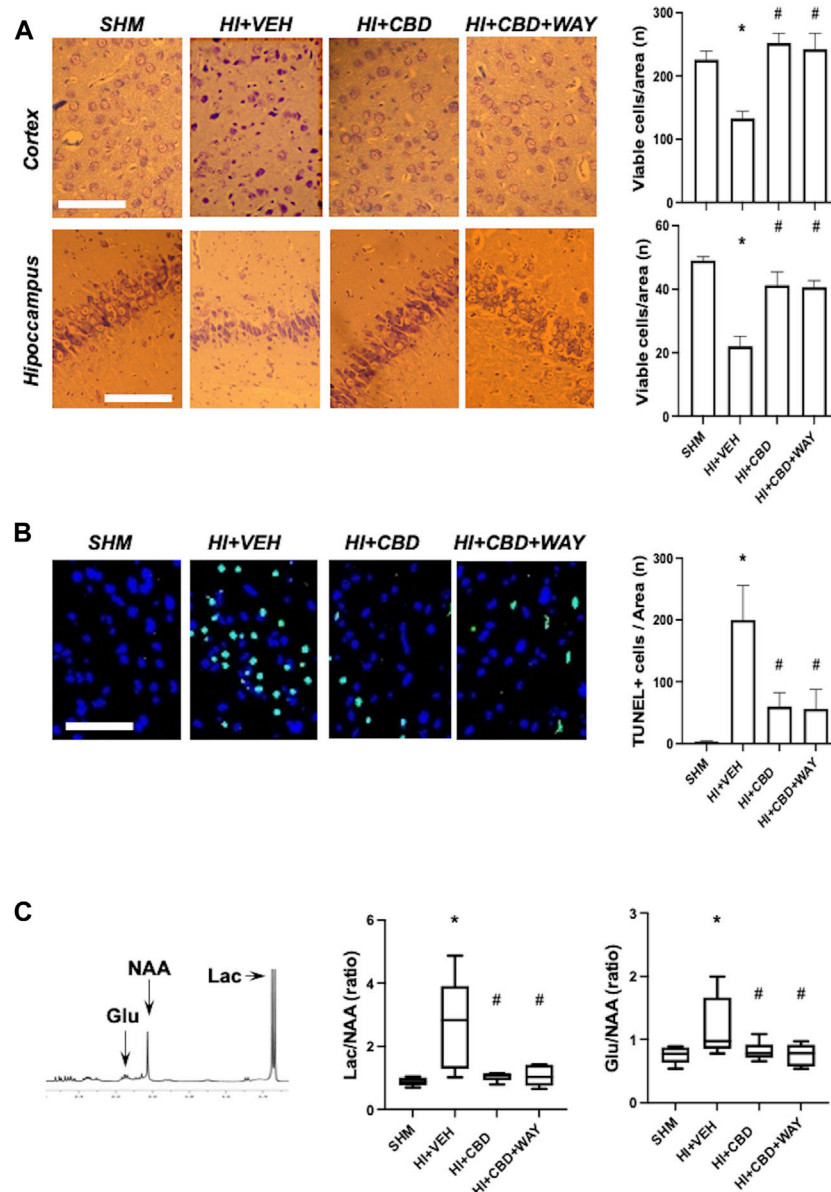 A
SHM HI+VEH HI+CBD HI+CBD+WAY
Cortex
Hipoccampus
Viable cells/area (n)
300
200
100
0
* # #
Viable cells/area (n)
60
40
20
0
* # #
SHM
HI+VEH
HI+CBD
HI+CBD+WAY
B
SHM HI+VEH HI+CBD HI+CBD+WAY
TUNEL+ cells / Area (n)
300
200
100
0
* # #
SHM
HI+VEH
HI+CBD
HI+CBD+WAY
C
NAA
Lac
Glu
Lac/NAA (ratio)
6
4
2
0
* # #
SHM
HI+VEH
HI+CBD
HI+CBD+WAY
Glu/NAA (ratio)
3
2
1
0
* # #
SHM
HI+VEH
HI+CBD
HI+CBD+WAY